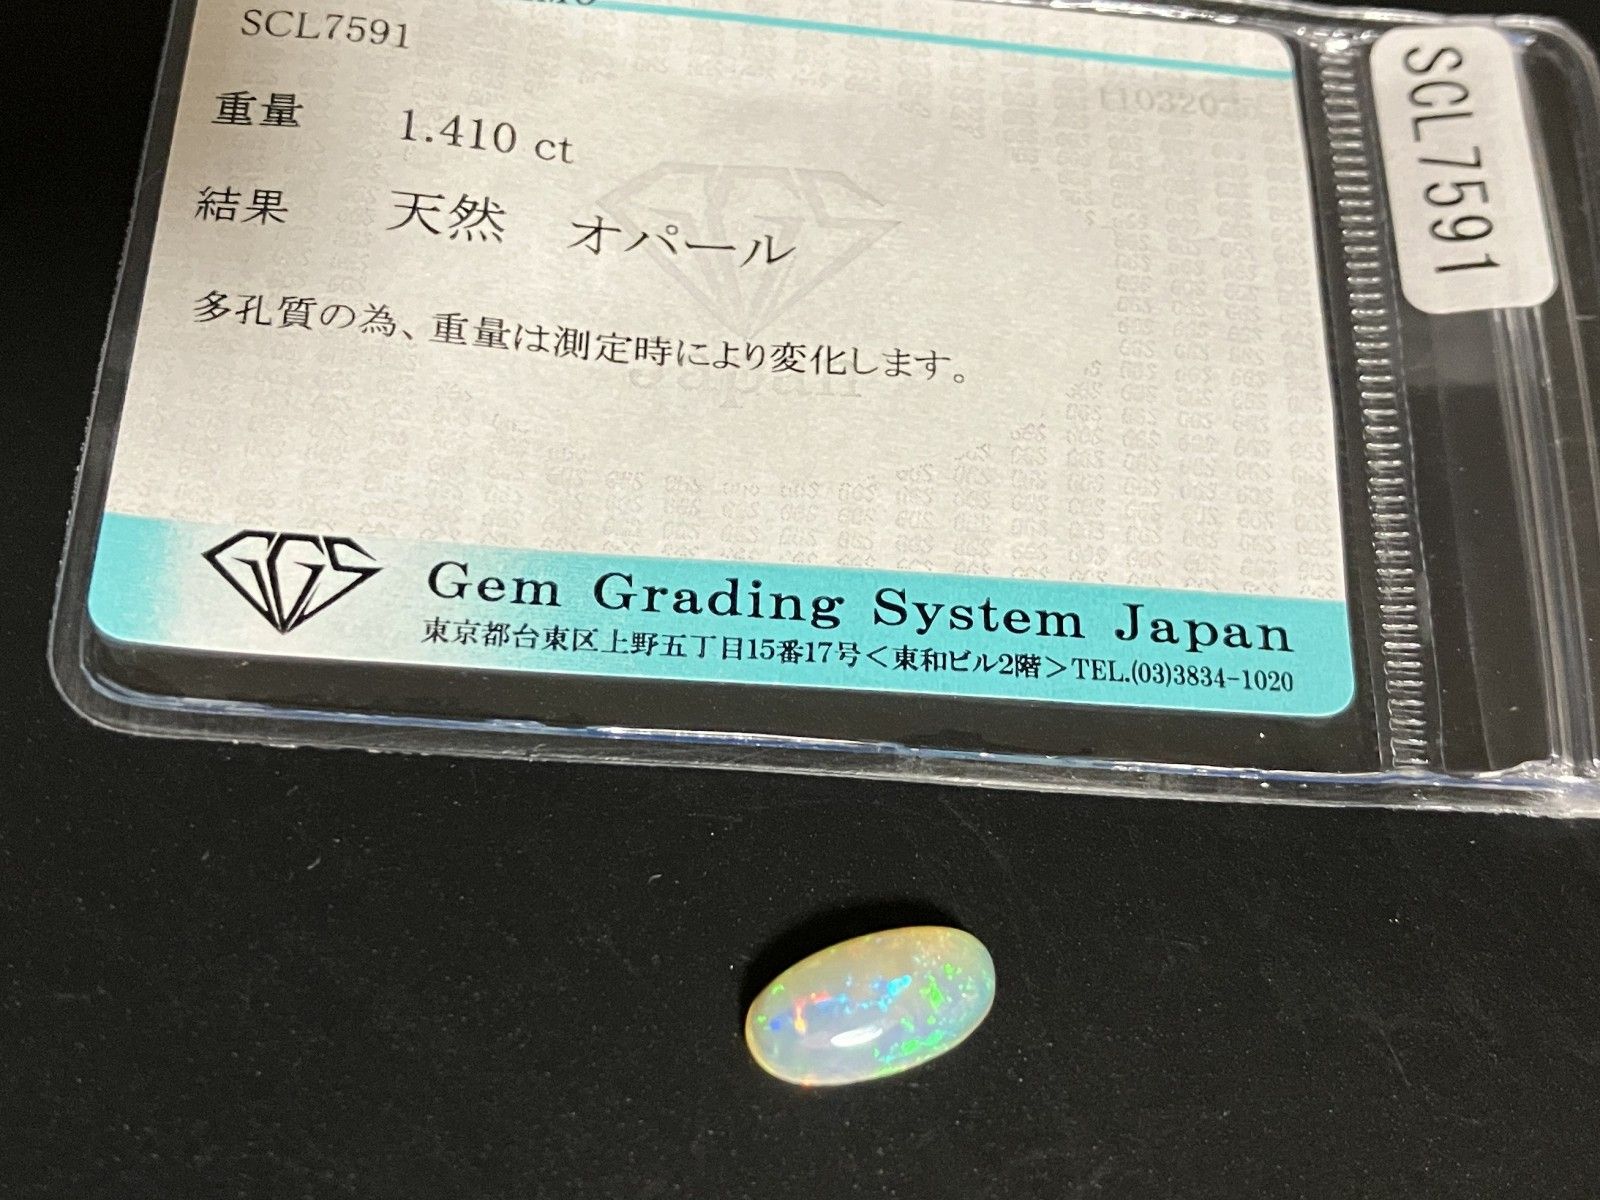 SCL7591
重量 1.410 ct
結果 天然 オパール
多孔質の為、重量は測定時により変化します。
Japan
GGS
Gem Grading System Japan
東京都台東区上野五丁目15番17号<東和ビル2階>TEL.(03)3834-1020
SCL7591